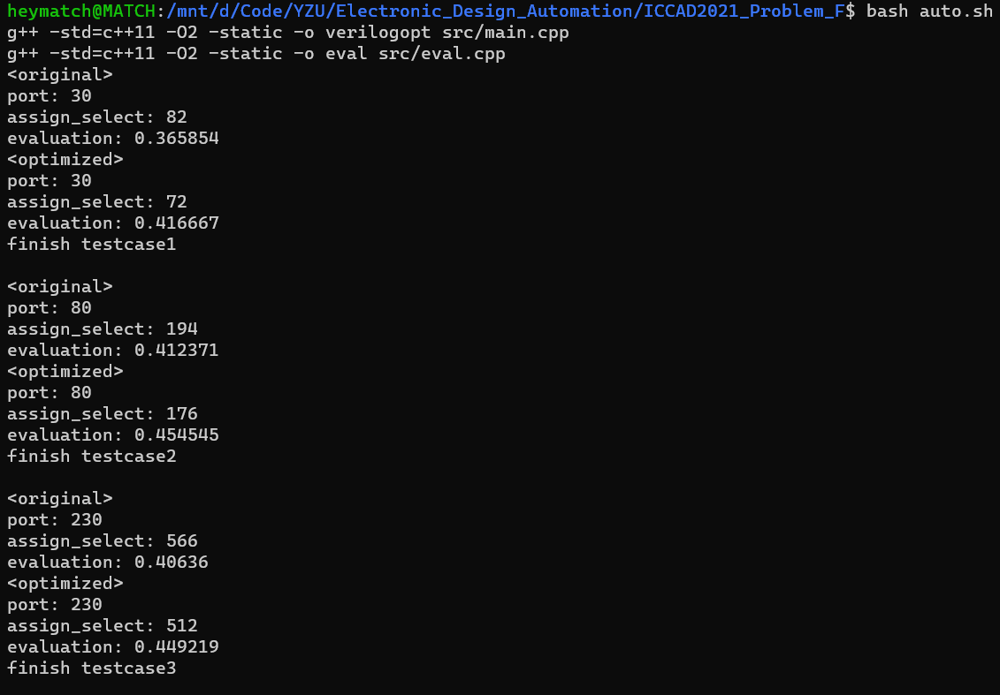 heymatch@MATCH:/mnt/d/Code/YZU/Electronic_Design_Automation/ICCAD2021_Problem_F$ bash auto.sh
g++ -std=c++11 -O2 -static -o verilogopt src/main.cpp
g++ -std=c++11 -O2 -static -o eval src/eval.cpp
<original>
port: 30
assign_select: 82
evaluation: 0.365854
<optimized>
port: 30
assign_select: 72
evaluation: 0.416667
finish testcase1

<original>
port: 80
assign_select: 194
evaluation: 0.412371
<optimized>
port: 80
assign_select: 176
evaluation: 0.454545
finish testcase2

<original>
port: 230
assign_select: 566
evaluation: 0.40636
<optimized>
port: 230
assign_select: 512
evaluation: 0.449219
finish testcase3